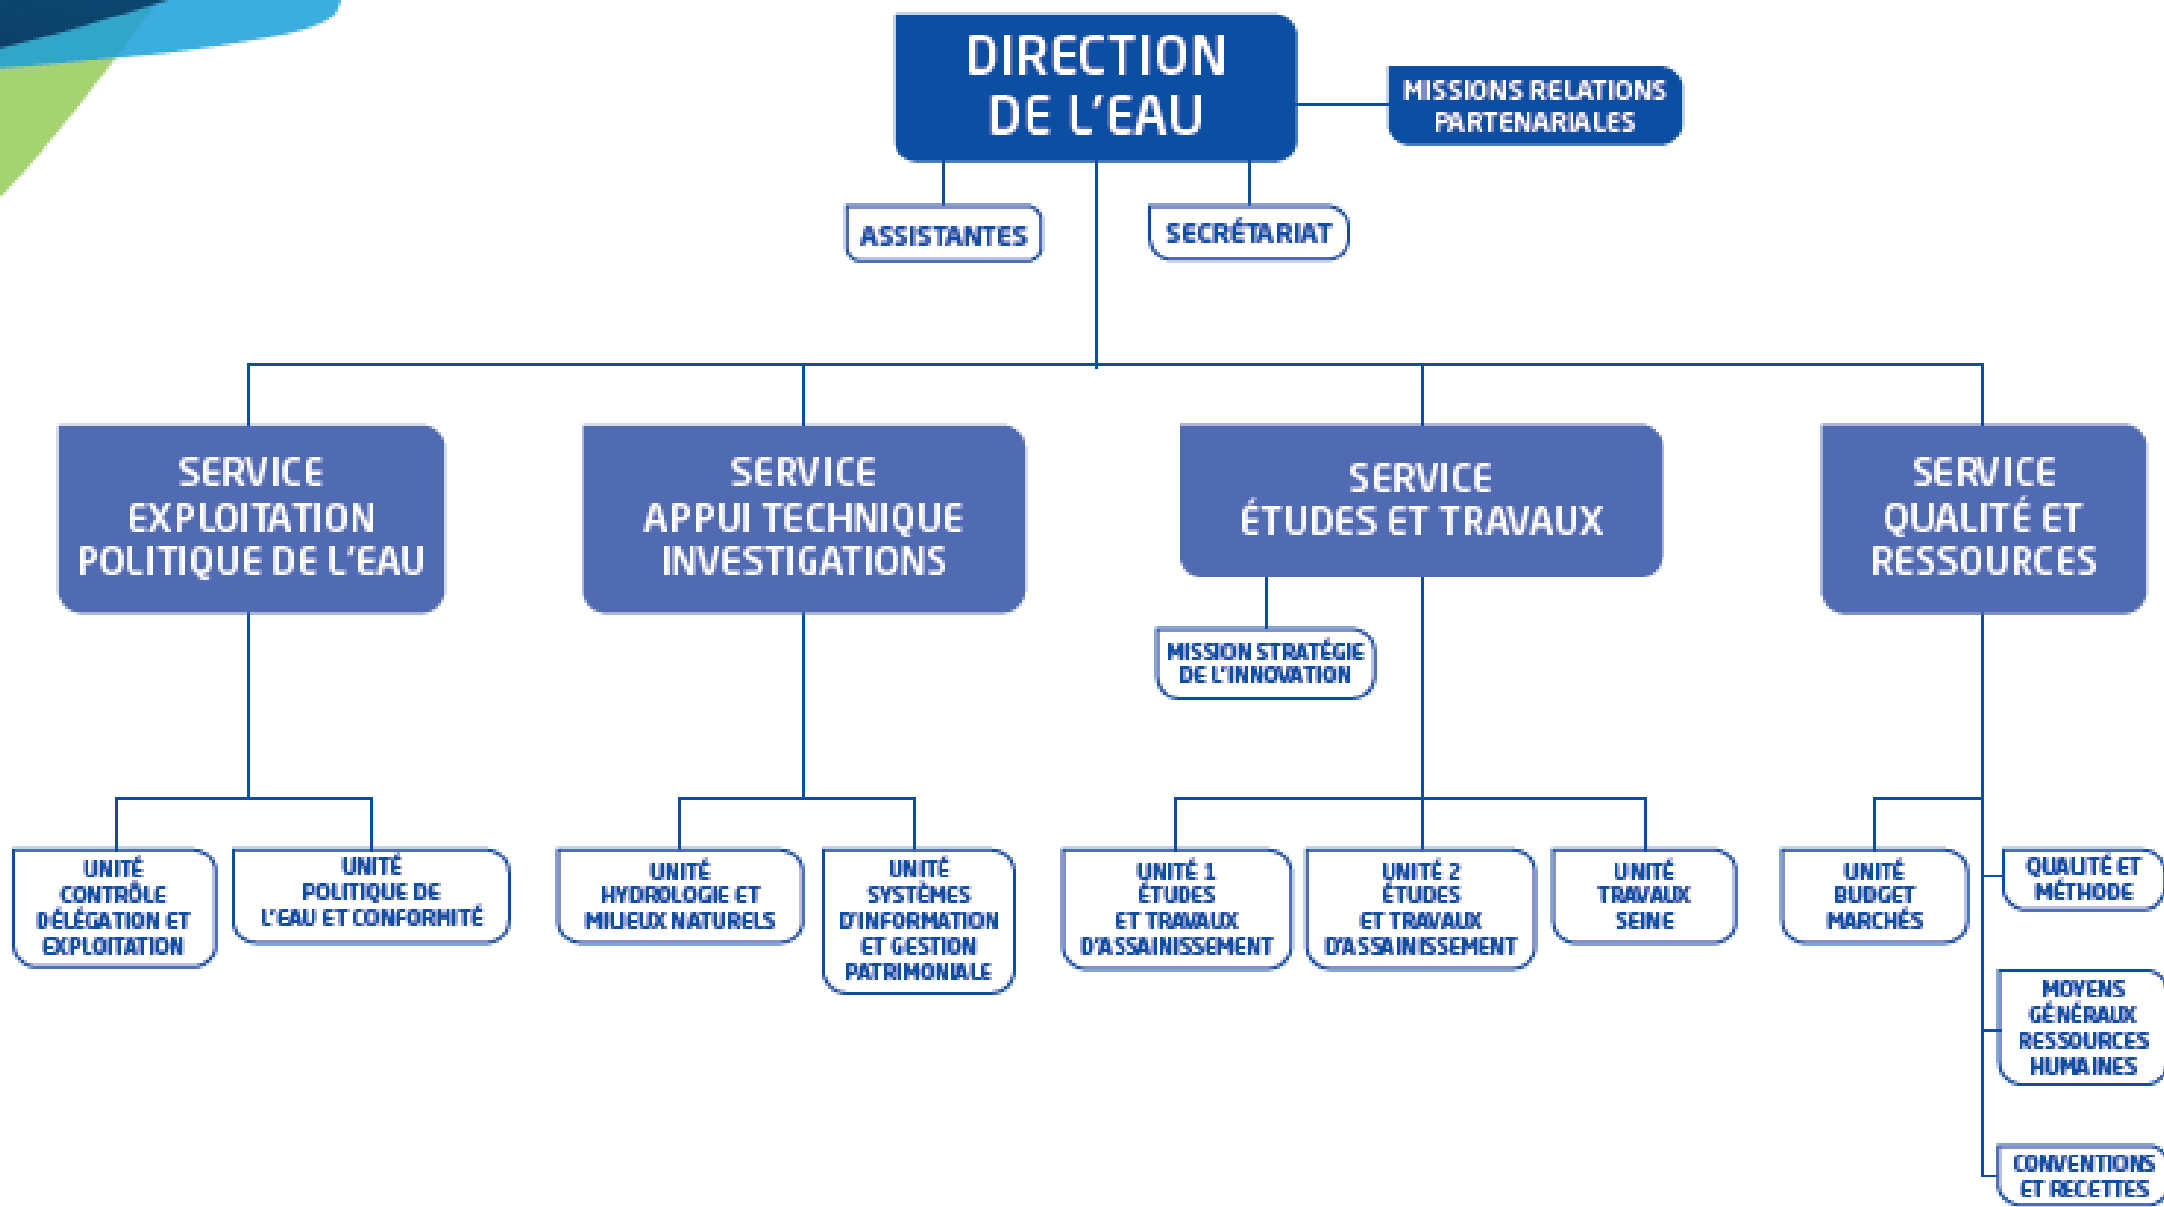 DIRECTION
DE L'EAU
MISSIONS RELATIONS
PARTENARIALES
ASSISTANTES
SECRÉTARIAT
SERVICE
EXPLOITATION
POLITIQUE DE L'EAU
SERVICE
APPUI TECHNIQUE
INVESTIGATIONS
SERVICE
ÉTUDES ET TRAVAUX
SERVICE
QUALITÉ ET
RESSOURCES
MISSION STRATÉGIE
DE L'INNOVATION
UNITÉ
CONTRÔLE
DÉLÉGATION ET
EXPLOITATION
UNITÉ
POLITIQUE DE
L'EAU ET CONFORMITÉ
UNITÉ
HYDROLOGIE ET
MILIEUX NATURELS
UNITÉ
SYSTÈMES
D'INFORMATION
ET GESTION
PATRIMONIALE
UNITÉ 1
ÉTUDES
ET TRAVAUX
D'ASSAINISSEMENT
UNITÉ 2
ÉTUDES
ET TRAVAUX
D'ASSAINISSEMENT
UNITÉ
TRAVAUX
SEINE
UNITÉ
BUDGET
MARCHÉS
QUALITÉ ET
MÉTHODE
MOYENS
GÉNÉRAUX
RESSOURCES
HUMAINES
CONVENTIONS
ET RECETTES